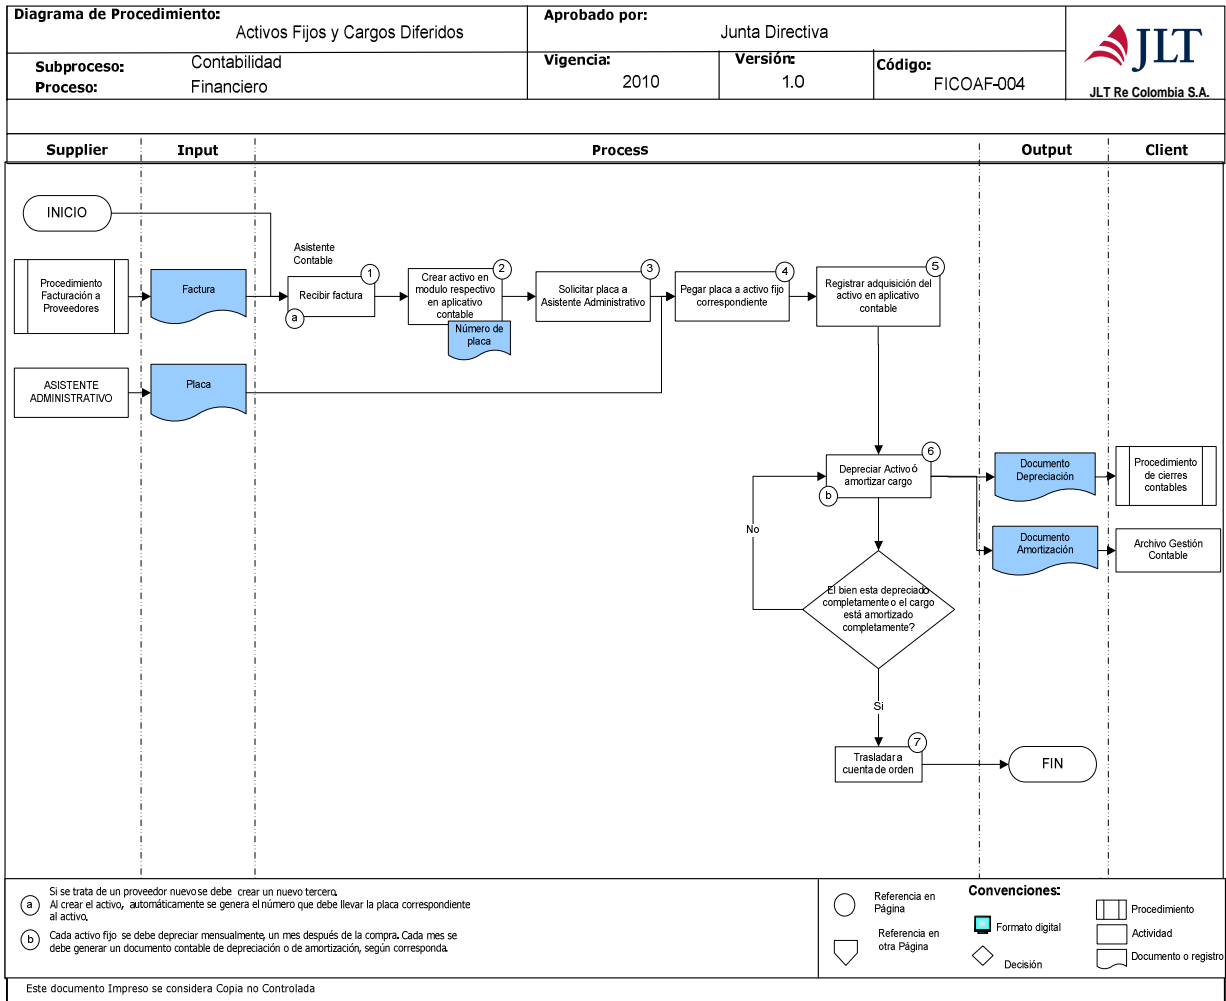 Diagrama de Procedimiento:
Activos Fijos y Cargos Diferidos
Aprobado por:
Junta Directiva
Subproceso:
Contabilidad
Proceso:
Financiero
Vigencia:
2010
Versión:
1.0
Código:
FICOAF-004
JLT
JLT Re Colombia S.A.
Supplier
Input
Process
Output
Client
INICIO
Procedimiento
Facturación a
Proveedores
Factura
Asistente
Contable
1
Recibir factura
a
2
Crear activo en
modulo respectivo
en aplicativo
contable
Número de
placa
3
Solicitar placa a
Asistente Administrativo
4
Pegar placa a activo fijo
correspondiente
5
Registrar adquisición del
activo en aplicativo
contable
ASISTENTE
ADMINISTRATIVO
Placa
6
Depreciar Activo ó
amortizar cargo
b
Documento
Depreciación
Procedimiento
de cierres
contables
Documento
Amortización
Archivo Gestión
Contable
No
El bien esta depreciado
completamente o el cargo
está amortizado
completamente?
Si
7
Trasladar a
cuenta de orden
FIN
a
Si se trata de un proveedor nuevo se debe crear un nuevo tercero.
Al crear el activo, automáticamente se genera el número que debe llevar la placa correspondiente
al activo.
b
Cada activo fijo se debe depreciar mensualmente, un mes después de la compra. Cada mes se
debe generar un documento contable de depreciación o de amortización, según corresponda.
Convenciones:
Referencia en
Página
Referencia en
otra Página
Formato digital
Decisión
Procedimiento
Actividad
Documento o registro
Este documento Impreso se considera Copia no Controlada